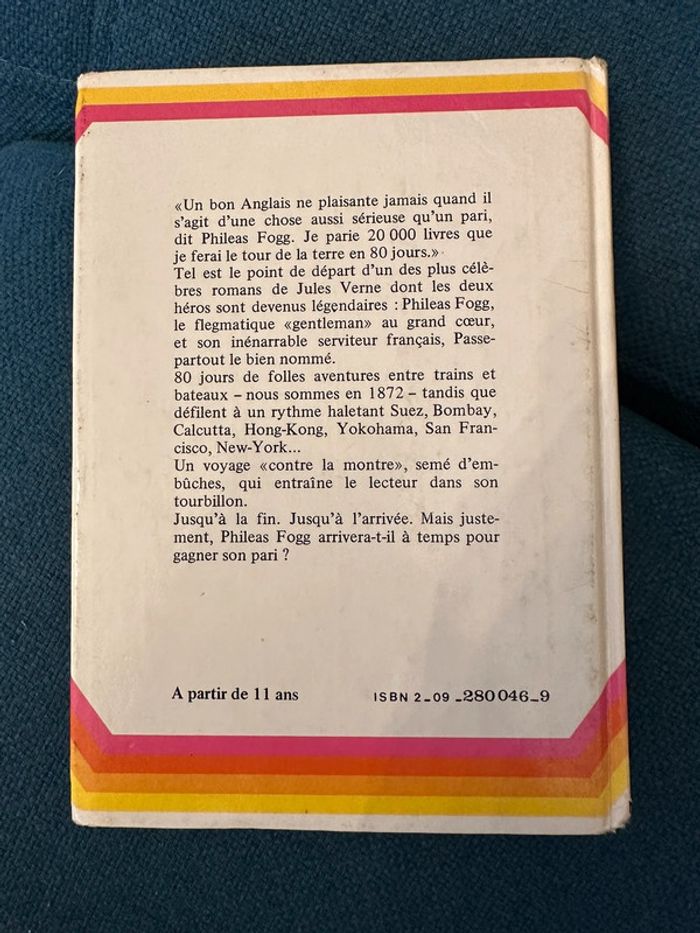 «Un bon Anglais ne plaisante jamais quand il
s'agit d'une chose aussi sérieuse qu'un pari,
dit Phileas Fogg. Je parie 20 000 livres que
je ferai le tour de la terre en 80 jours.»
Tel est le point de départ d'un des plus célè-
bres romans de Jules Verne dont les deux
héros sont devenus légendaires : Phileas Fogg,
le flegmatique «gentleman» au grand cœur,
et son inénarrable serviteur français, Passe-
partout le bien nommé.
80 jours de folles aventures entre trains et
bateaux – nous sommes en 1872 – tandis que
défilent à un rythme haletant Suez, Bombay,
Calcutta, Hong-Kong, Yokohama, San Fran-
cisco, New-York...
Un voyage «contre la montre», semé d'em-
bûches, qui entraîne le lecteur dans son
tourbillon.
Jusqu'à la fin. Jusqu'à l'arrivée. Mais juste-
ment, Phileas Fogg arrivera-t-il à temps pour
gagner son pari ?
A partir de 11 ans
ISBN 2-09-280046-9